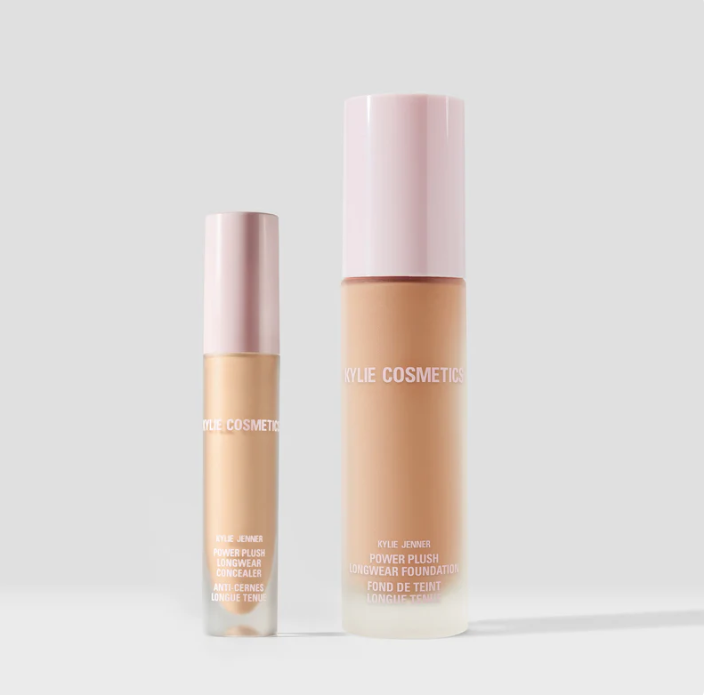 KYLIE COSMETICS
KYLIE JENNER
POWER PLUSH
LONGWEAR
CONCEALER
ANTI-CERNES
LONGUE TENUE
KYLIE COSMETICS
KYLIE JENNER
POWER PLUSH
LONGWEAR FOUNDATION
FOND DE TEINT
LONGUE TENUE